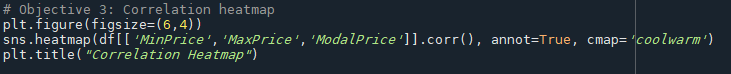 # Objective 3: Correlation heatmap
plt.figure(figsize=(6,4))
sns.heatmap(df[['MinPrice','MaxPrice','ModalPrice']].corr(), annot=True, cmap='coolwarm')
plt.title("Correlation Heatmap")